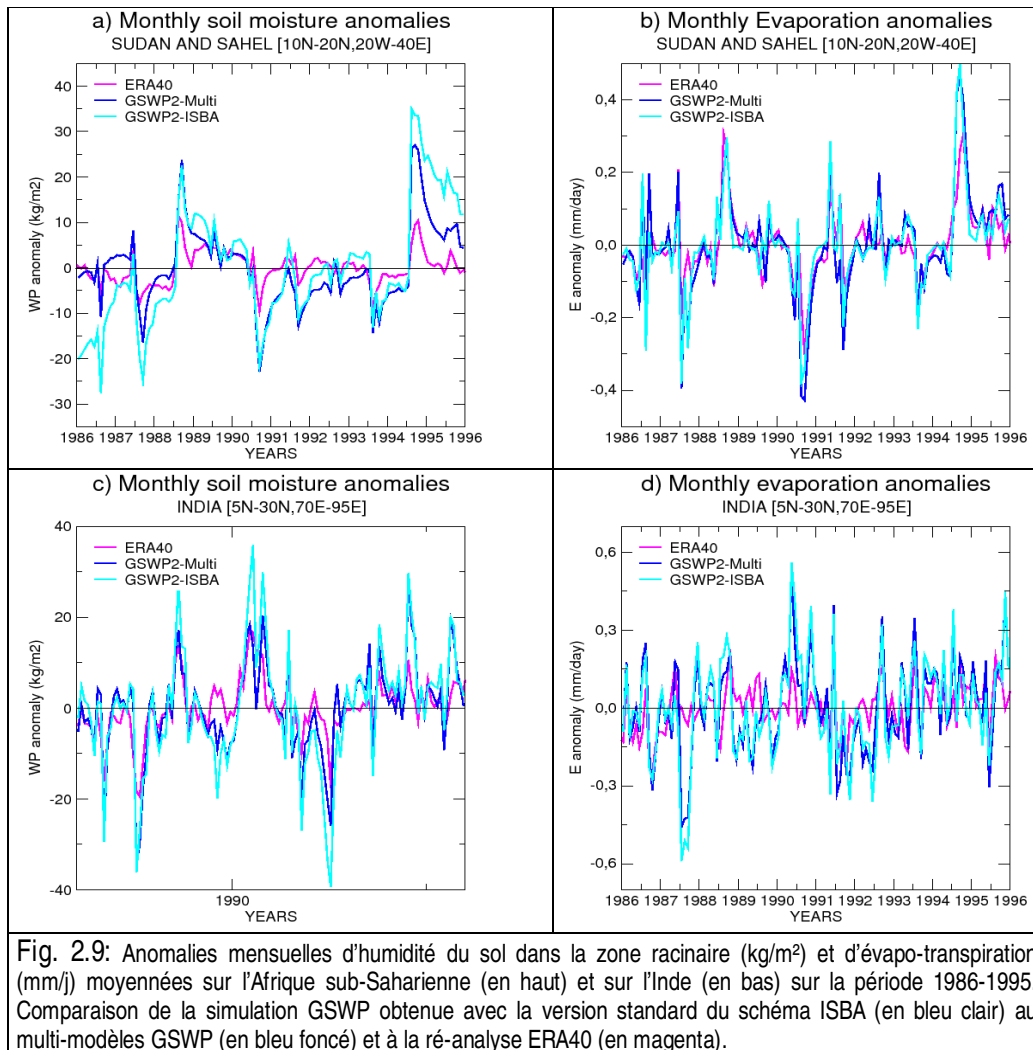 a) Monthly soil moisture anomalies
SUDAN AND SAHEL [10N-20N,20W-40E]
WP anomaly (kg/m2)
45
35
25
15
5
0
-5
-15
-25
-35
ERA40
GSWP2-Multi
GSWP2-ISBA
1986 1987 1988 1989 1990 1991 1992 1993 1994 1995 1996
YEARS
b) Monthly Evaporation anomalies
SUDAN AND SAHEL [10N-20N,20W-40E]
E anomaly (mm/day)
0,4
0,2
0,0
-0,2
-0,4
ERA40
GSWP2-Multi
GSWP2-ISBA
1986 1987 1988 1989 1990 1991 1992 1993 1994 1995 1996
YEARS
c) Monthly soil moisture anomalies
INDIA [5N-30N,70E-95E]
WP anomaly (kg/m2)
40
20
0
-20
-40
ERA40
GSWP2-Multi
GSWP2-ISBA
1990
YEARS
d) Monthly evaporation anomalies
INDIA [5N-30N,70E-95E]
E anomaly (mm/day)
0,6
0,3
0,0
-0,3
-0,6
ERA40
GSWP2-Multi
GSWP2-ISBA
1986 1987 1988 1989 1990 1991 1992 1993 1994 1995 1996
YEARS
Fig. 2.9: Anomalies mensuelles d'humidité du sol dans la zone racinaire (kg/m²) et d'évapo-transpiration
(mm/j) moyennées sur l'Afrique sub-Saharienne (en haut) et sur l'Inde (en bas) sur la période 1986-1995.
Comparaison de la simulation GSWP obtenue avec la version standard du schéma ISBA (en bleu clair) au
multi-modèles GSWP (en bleu foncé) et à la ré-analyse ERA40 (en magenta).